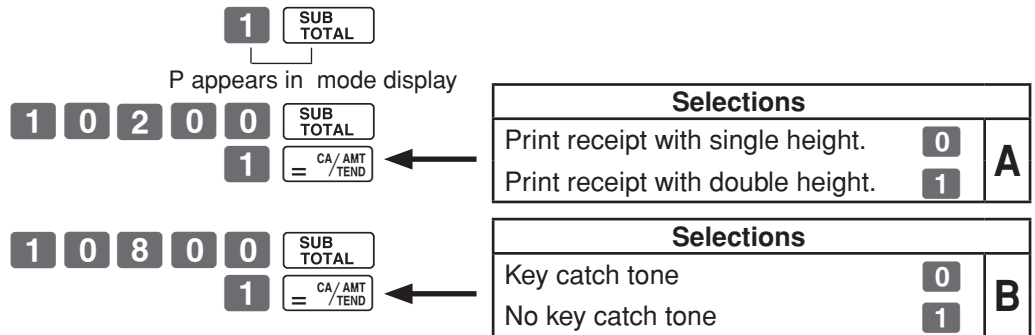 1 SUB TOTAL
P appears in mode display
1 0 2 0 0 SUB TOTAL
1 = CA/AMT /TEND
Selections
Print receipt with single height. 0
Print receipt with double height. 1
A
1 0 8 0 0 SUB TOTAL
1 = CA/AMT /TEND
Selections
Key catch tone 0
No key catch tone 1
B